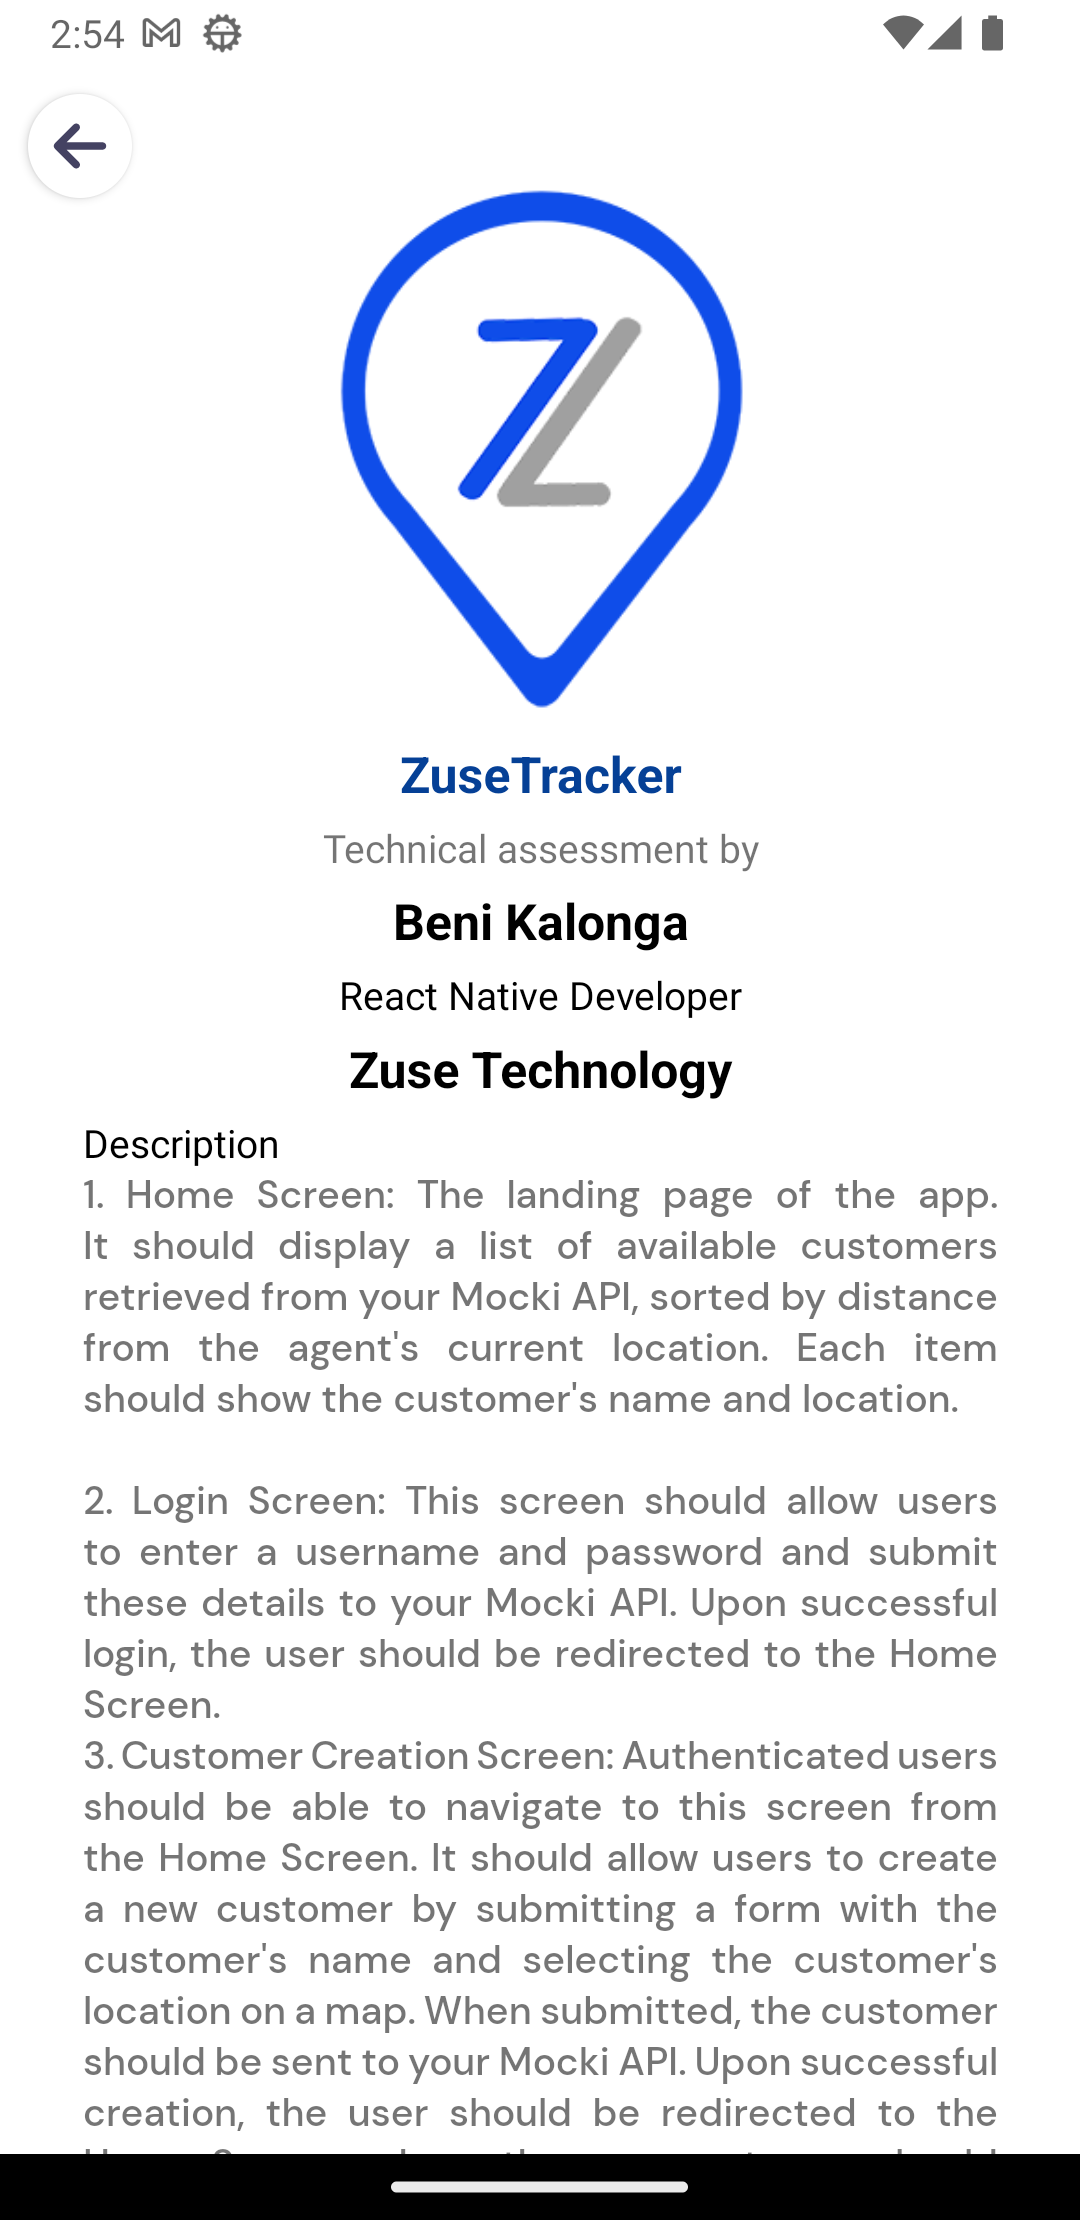 2:54
ZuseTracker
Technical assessment by
Beni Kalonga
React Native Developer
Zuse Technology
Description
1. Home Screen: The landing page of the app.
It should display a list of available customers
retrieved from your Mocki API, sorted by distance
from the agent's current location. Each item
should show the customer's name and location.
2. Login Screen: This screen should allow users
to enter a username and password and submit
these details to your Mocki API. Upon successful
login, the user should be redirected to the Home
Screen.
3. Customer Creation Screen: Authenticated users
should be able to navigate to this screen from
the Home Screen. It should allow users to create
a new customer by submitting a form with the
customer's name and selecting the customer's
location on a map. When submitted, the customer
should be sent to your Mocki API. Upon successful
creation, the user should be redirected to the